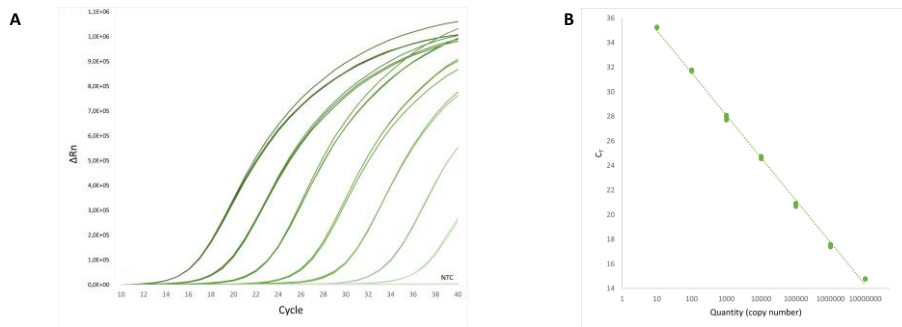 A
1,1E+06
1,0E+06
9,0E+05
8,0E+05
7,0E+05
6,0E+05
5,0E+05
4,0E+05
3,0E+05
2,0E+05
1,0E+05
0,0E+00
ΔRn
NTC
10 12 14 16 18 20 22 24 26 28 30 32 34 36 38 40
Cycle
B
36
34
32
30
28
26
24
22
20
18
16
14
CT
1 10 100 1000 10000 100000 1000000 10000000
Quantity (copy number)